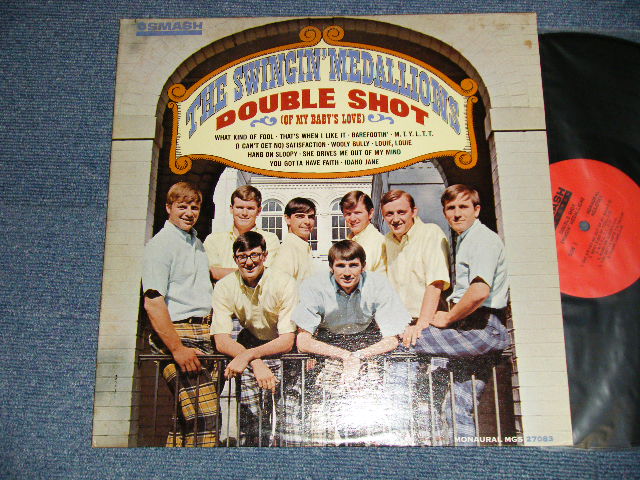 SMASH
THE SWINGIN' MEDALLIONS
DOUBLE SHOT
(OF MY BABY'S LOVE)
WHAT KIND OF FOOL · THAT'S WHEN I LIKE IT · BAREFOOTIN' · M. T. Y. L. T. T.
(I CAN'T GET NO) SATISFACTION · WOOLY BULLY · LOUIE, LOUIE
HANG ON SLOOPY · SHE DRIVES ME OUT OF MY MIND
YOU GOTTA HAVE FAITH · IDAHO JANE
MONAURAL MGS 27083
SMASH